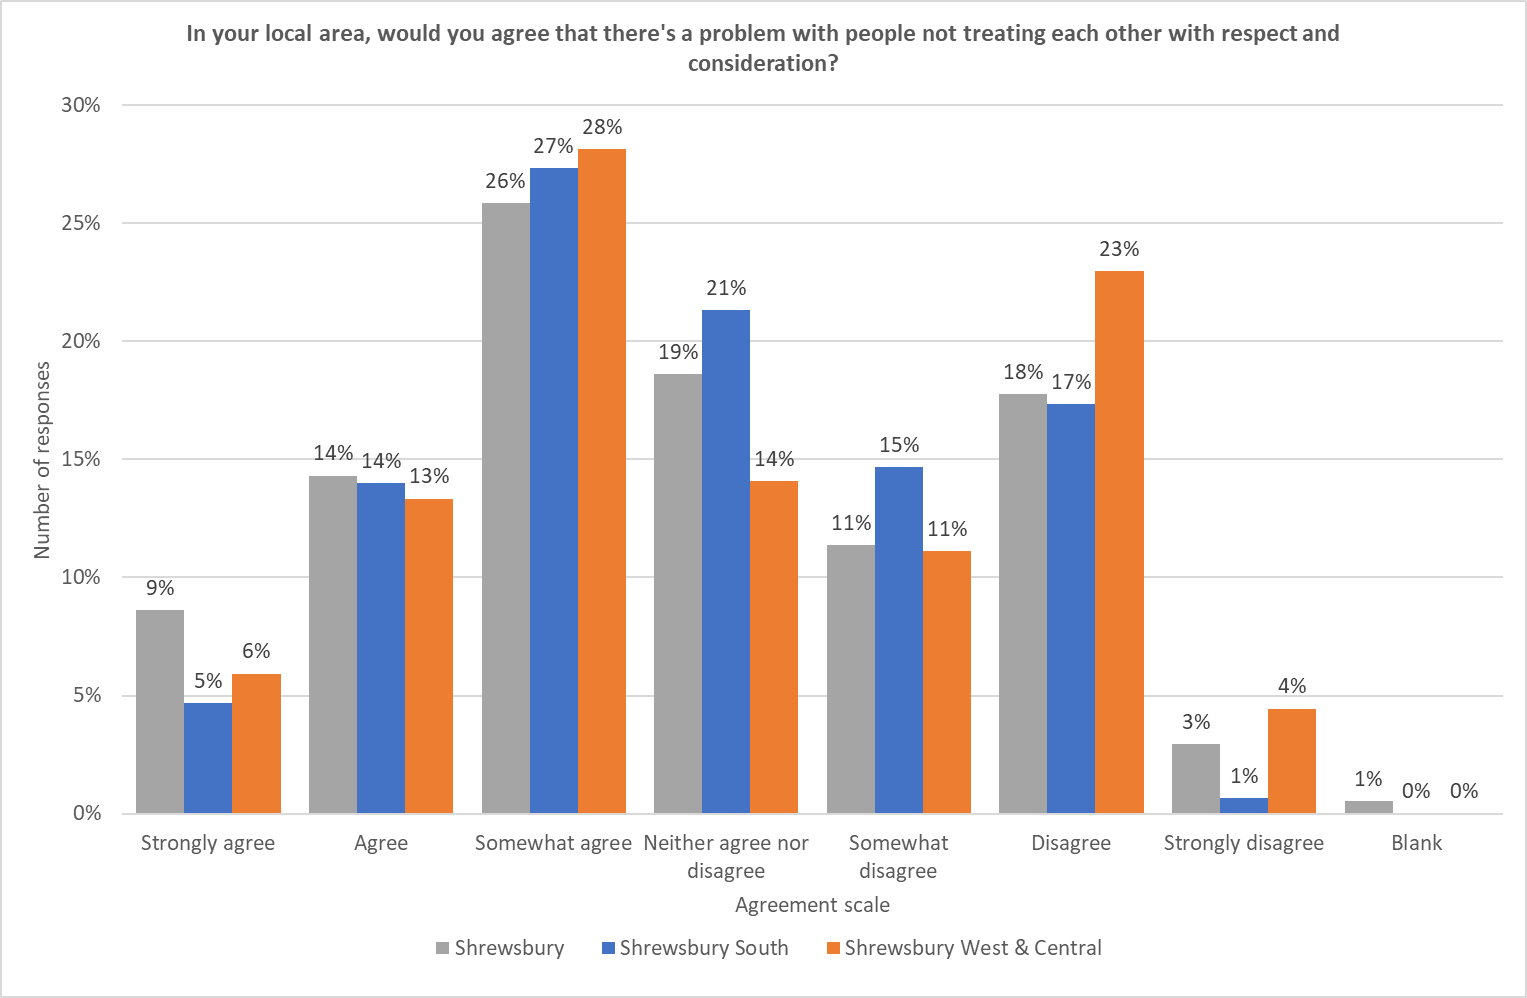 In your local area, would you agree that there's a problem with people not treating each other with respect and
consideration?
30%
25%
20%
15%
10%
5%
0%
Number of responses
9%
5%
6%
14%
14%
13%
26%
27%
28%
19%
21%
14%
11%
15%
11%
18%
17%
23%
3%
1%
4%
1%
0%
0%
Strongly agree
Agree
Somewhat agree
Neither agree nor
disagree
Somewhat
disagree
Disagree
Strongly disagree
Blank
Agreement scale
Shrewsbury
Shrewsbury South
Shrewsbury West & Central